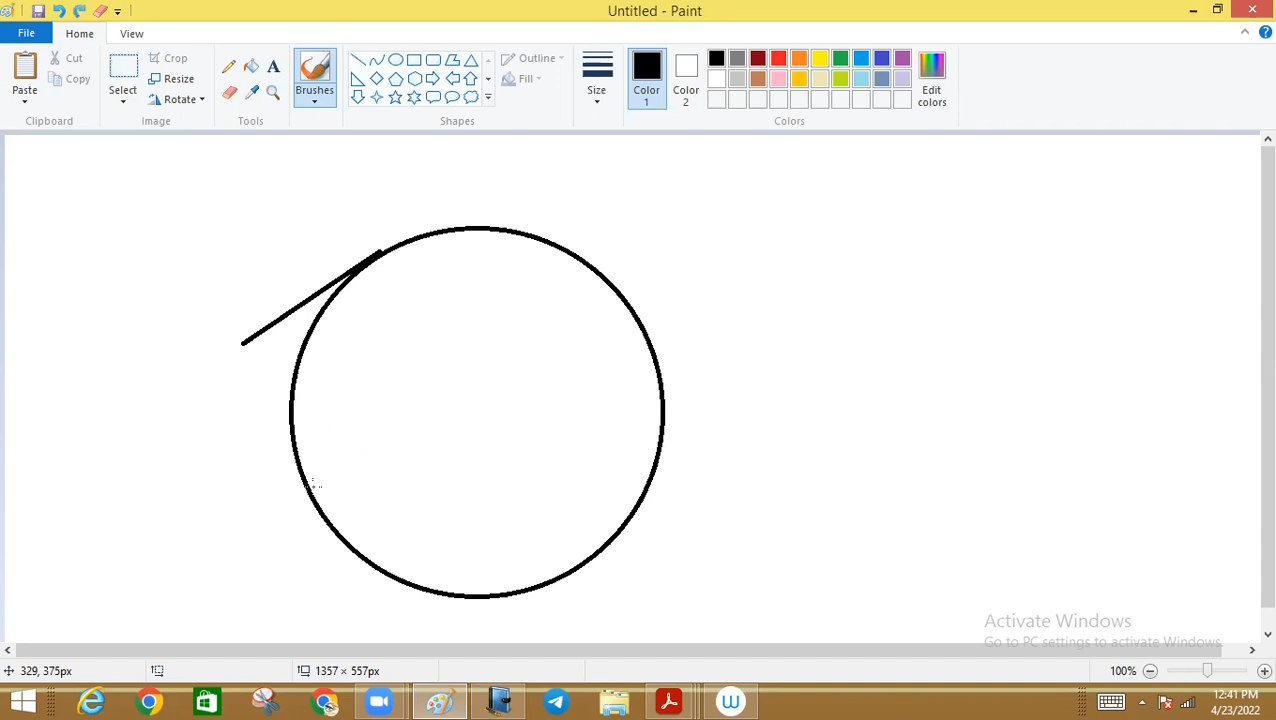 Untitled - Paint
File Home View
Paste
Cut
Copy
Clipboard
Select
Crop
Resize
Rotate
Image
Tools
Brushes
Shapes
Outline
Fill
Size
Color 1
Color 2
Edit colors
Colors
Activate Windows
Go to PC settings to activate Windows.
329, 375px
1357 × 557px
100%
12:41 PM
4/23/2022